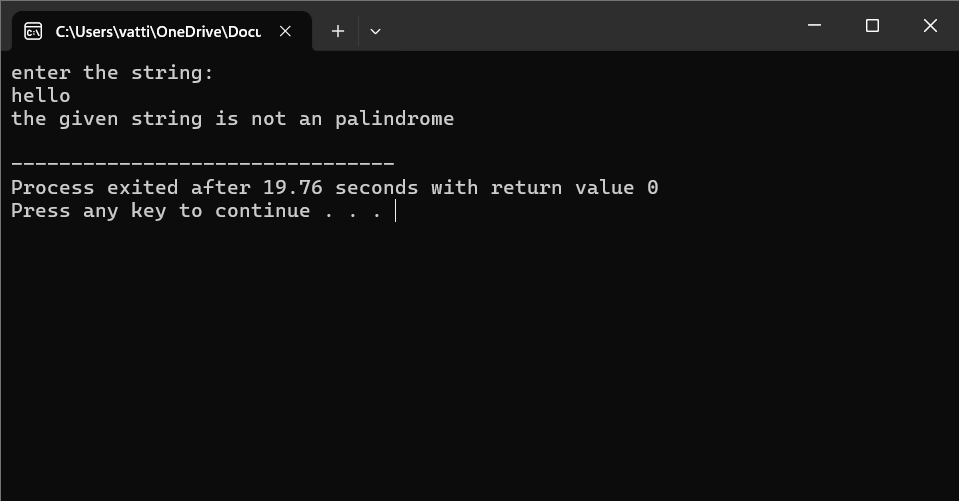 C:\Users\vatti\OneDrive\Docu
enter the string:
hello
the given string is not an palindrome
--------------------------------
Process exited after 19.76 seconds with return value 0
Press any key to continue . . .